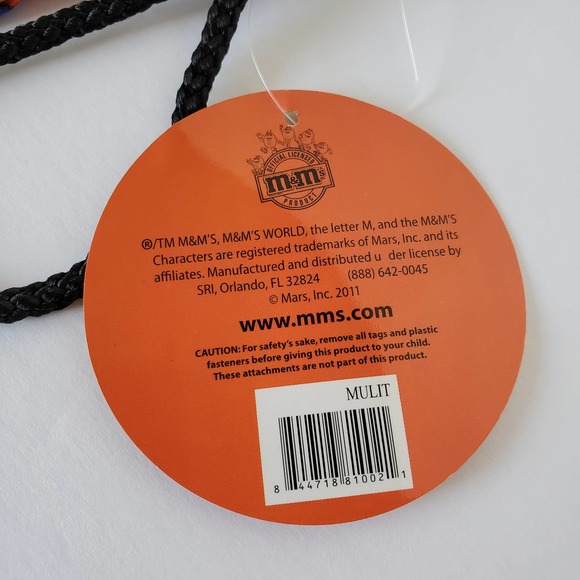 OFFICIAL LICENSED
m&m's
PRODUCT
®/TM M&M'S, M&M'S WORLD, the letter M, and the M&M'S
Characters are registered trademarks of Mars, Inc. and its
affiliates. Manufactured and distributed u der license by
SRI, Orlando, FL 32824 (888) 642-0045
© Mars, Inc. 2011
www.mms.com
CAUTION: For safety's sake, remove all tags and plastic
fasteners before giving this product to your child.
These attachments are not part of this product.
MULIT
8 44718 81002 1